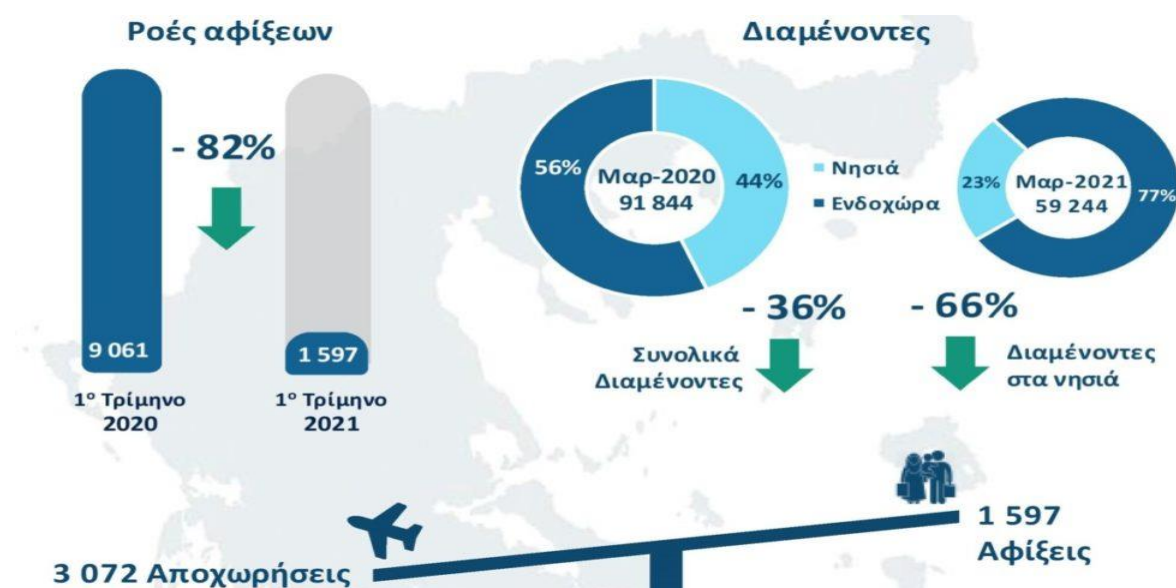 Ροές αφίξεων
- 82%
9 061
1 597
1º Τρίμηνο
2020
1º Τρίμηνο
2021
Διαμένοντες
56%
Μαρ-2020
91 844
44%
Νησιά
Ενδοχώρα
23%
Μαρ-2021
59 244
77%
- 36%
Συνολικά
Διαμένοντες
- 66%
Διαμένοντες
στα νησιά
3 072 Αποχωρήσεις
1 597
Αφίξεις